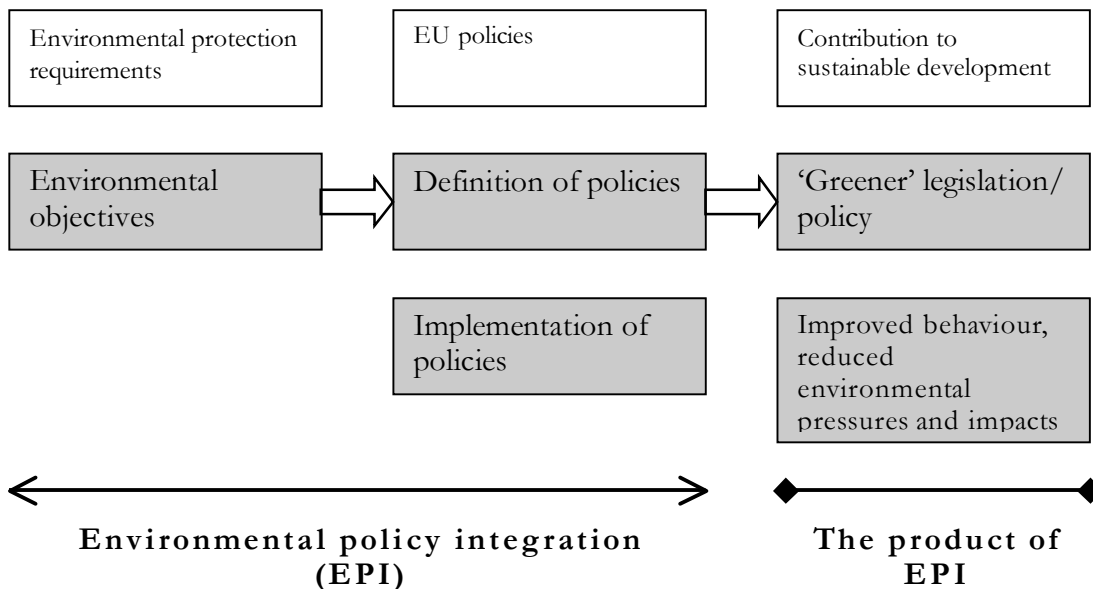 Environmental protection
requirements
EU policies
Contribution to
sustainable development
Environmental
objectives
Definition of policies
‘Greener’ legislation/
policy
Implementation of
policies
Improved behaviour,
reduced
environmental
pressures and impacts
Environmental policy integration
(EPI)
The product of
EPI